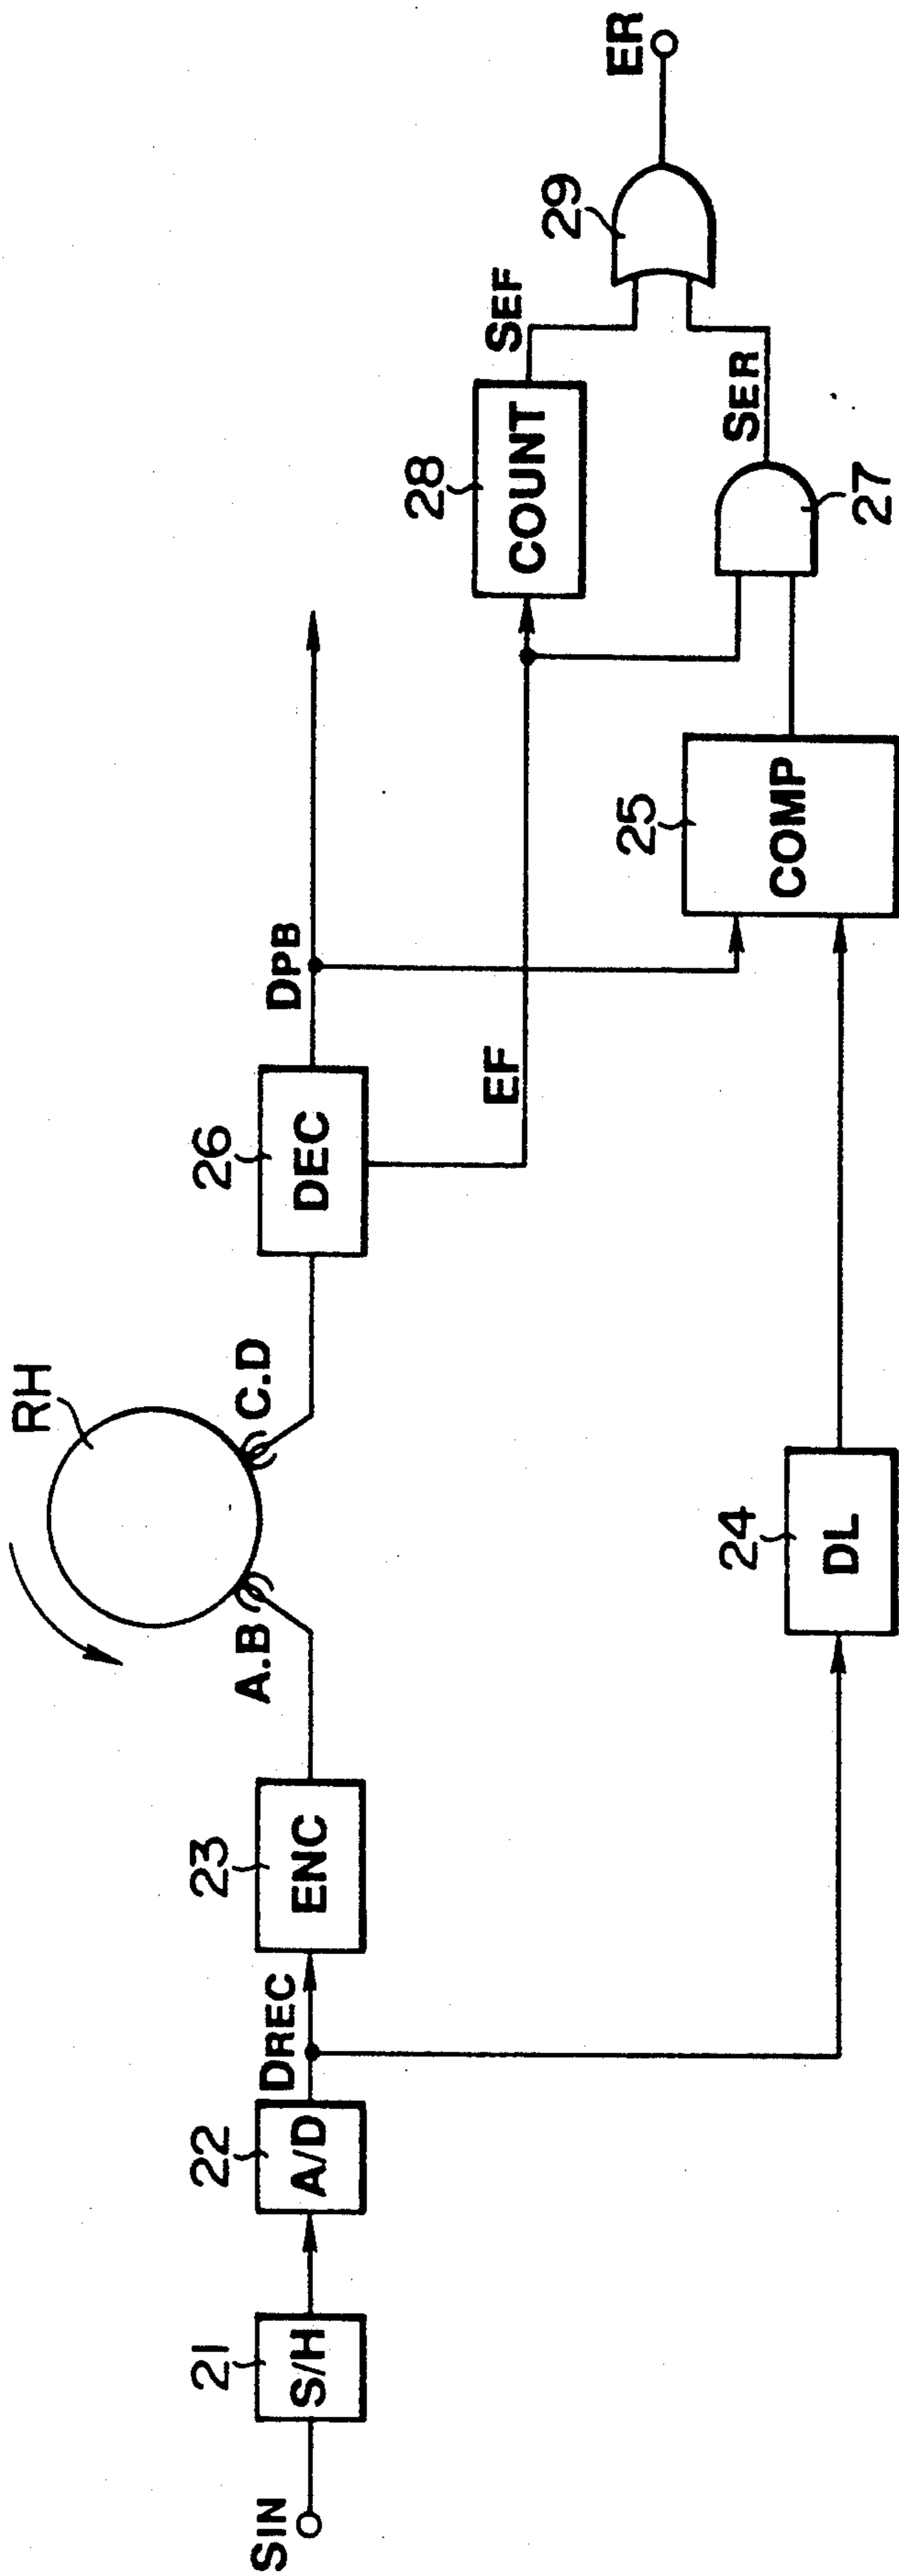 RH
SIN
21
S/H
22
A/D
DREC
23
ENC
A.B
C.D
26
DEC
DPB
EF
24
DL
25
COMP
28
COUNT
SEF
27
SER
29
ER